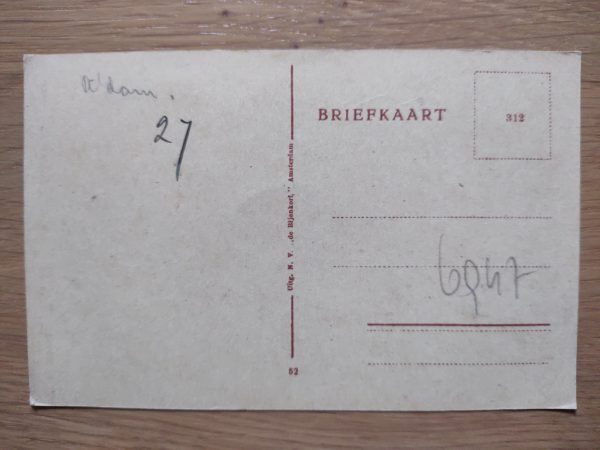 A'dam.
27
BRIEFKAART
312
Uitg. N. V. „de Bijenkorf," Amsterdam
6947
52